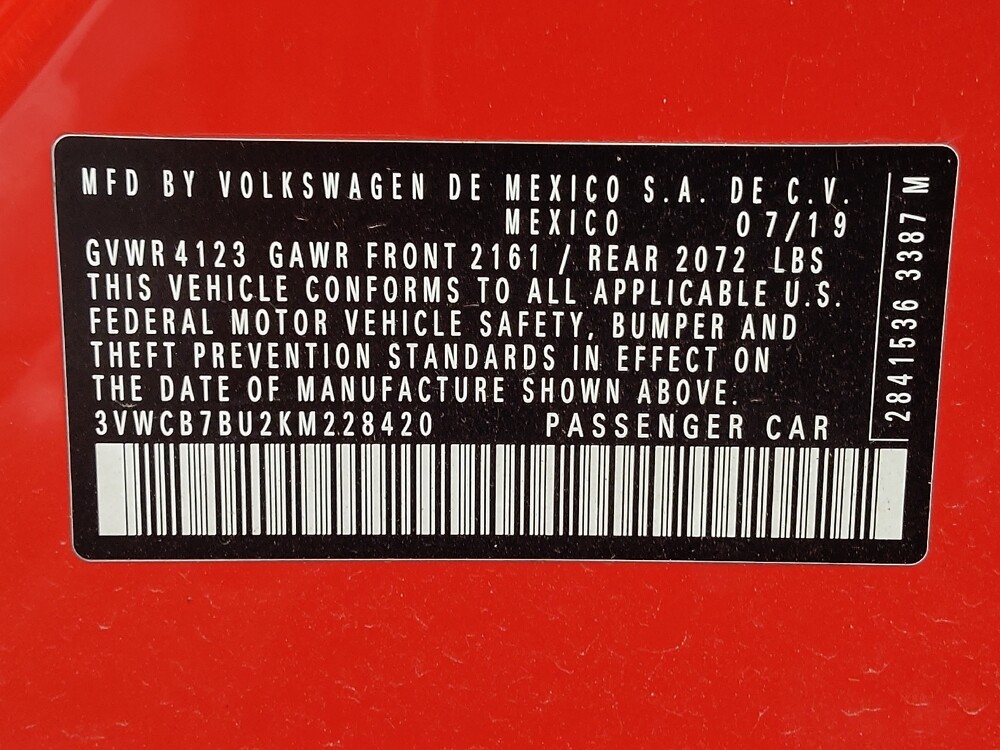 MFD BY VOLKSWAGEN DE MEXICO S.A. DE C.V.
MEXICO 07/19
GVWR 4123 GAWR FRONT 2161 / REAR 2072 LBS
THIS VEHICLE CONFORMS TO ALL APPLICABLE U.S.
FEDERAL MOTOR VEHICLE SAFETY, BUMPER AND
THEFT PREVENTION STANDARDS IN EFFECT ON
THE DATE OF MANUFACTURE SHOWN ABOVE.
3VWCB7BU2KM228420 PASSENGER CAR
2841536 3387 M